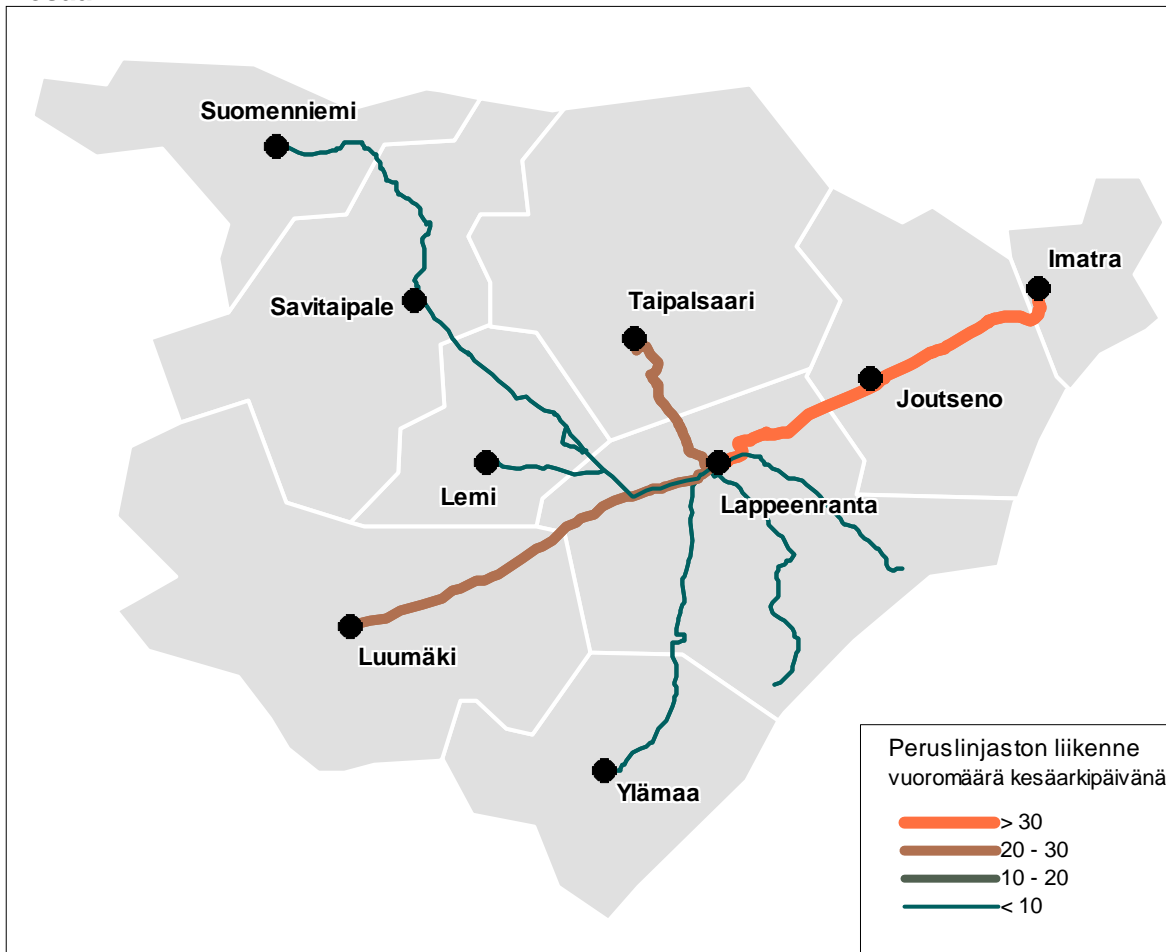 Suomenniemi
Imatra
Savitaipale
Taipalsaari
Joutseno
Lemi
Lappeenranta
Luumäki
Ylämaa
Peruslinjaston liikenne
vuoromäärä kesäarkipäivänä
> 30
20 - 30
10 - 20
< 10